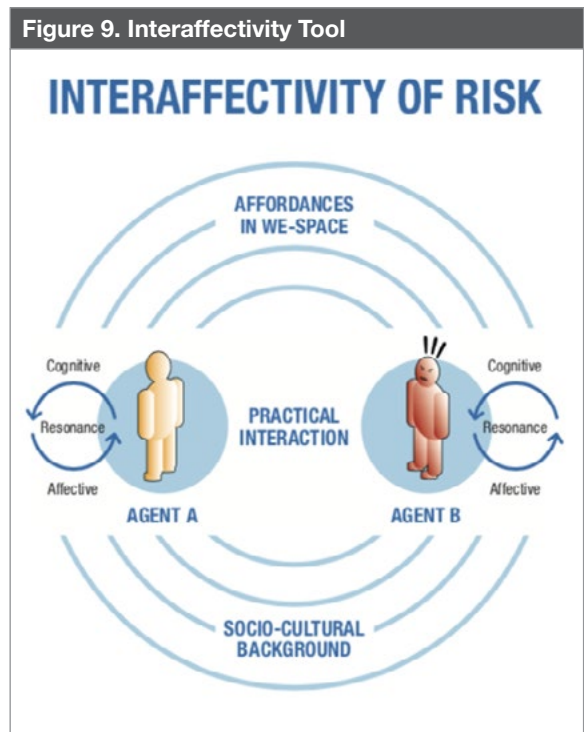 Figure 9. Interaffectivity Tool
INTERAFFECTIVITY OF RISK
AFFORDANCES
IN WE-SPACE
Cognitive
Resonance
Affective
AGENT A
PRACTICAL
INTERACTION
Cognitive
Resonance
Affective
AGENT B
SOCIO-CULTURAL
BACKGROUND